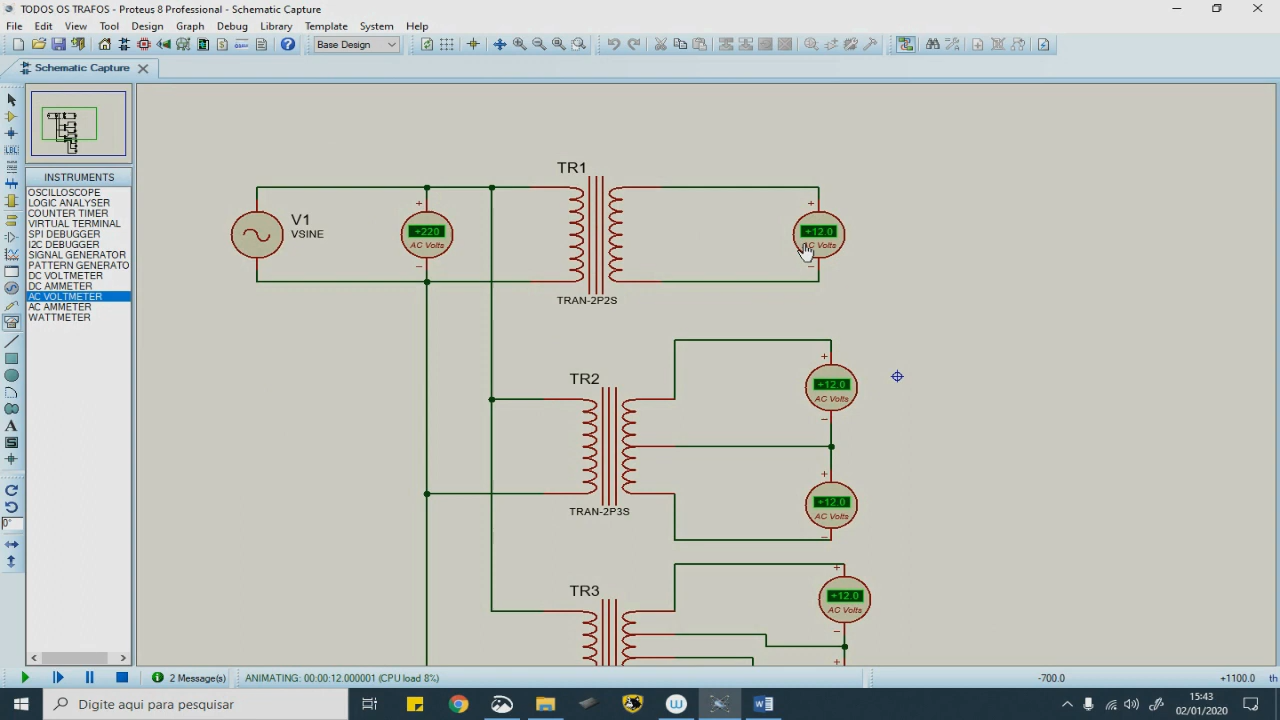 TODOS OS TRAFOS - Proteus 8 Professional - Schematic Capture
File Edit View Tool Design Graph Debug Library Template System Help
Base Design
Schematic Capture
INSTRUMENTS
OSCILLOSCOPE
LOGIC ANALYSER
COUNTER TIMER
VIRTUAL TERMINAL
SPI DEBUGGER
I2C DEBUGGER
SIGNAL GENERATOR
PATTERN GENERATO
DC VOLTMETER
DC AMMETER
AC VOLTMETER
AC AMMETER
WATTMETER
LBL
A
S
0°
TR1
V1
VSINE
+220
AC Volts
+12.0
AC Volts
TRAN-2P2S
TR2
+12.0
AC Volts
+12.0
AC Volts
TRAN-2P3S
TR3
+12.0
AC Volts
2 Message(s) ANIMATING: 00:00:12.000001 (CPU load 8%) -700.0 +1100.0 th
Digite aqui para pesquisar
15:43
02/01/2020